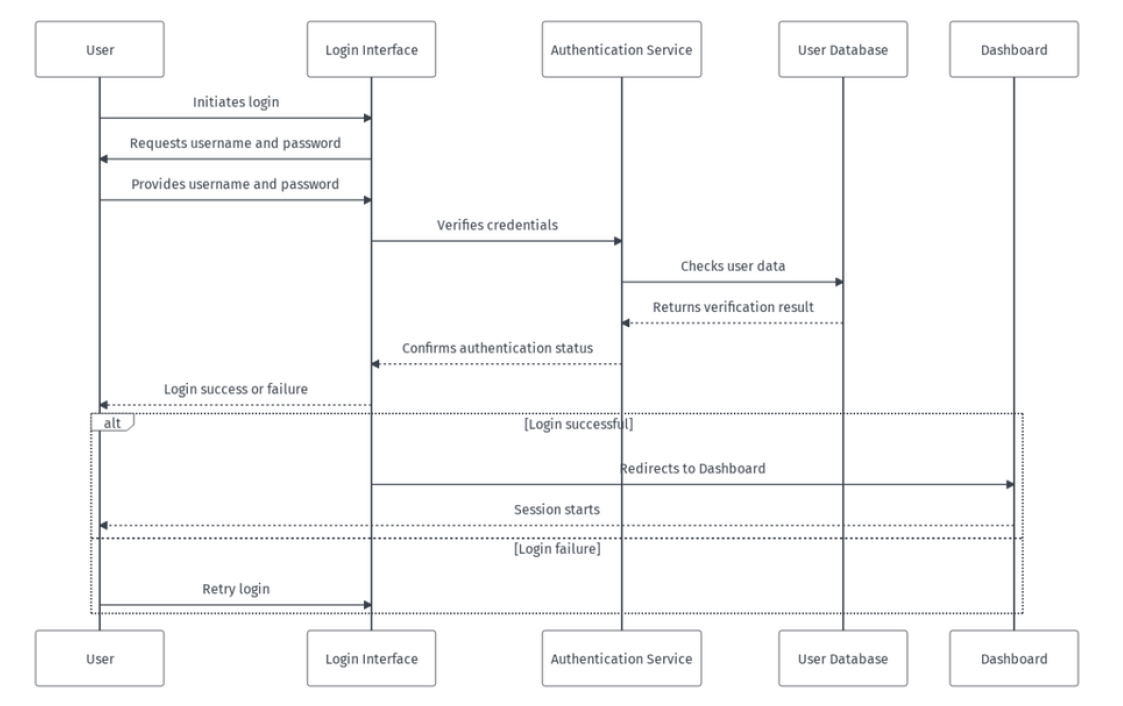 User
Login Interface
Authentication Service
User Database
Dashboard
Initiates login
Requests username and password
Provides username and password
Verifies credentials
Checks user data
Returns verification result
Confirms authentication status
Login success or failure
alt
[Login successful]
Redirects to Dashboard
Session starts
[Login failure]
Retry login
User
Login Interface
Authentication Service
User Database
Dashboard